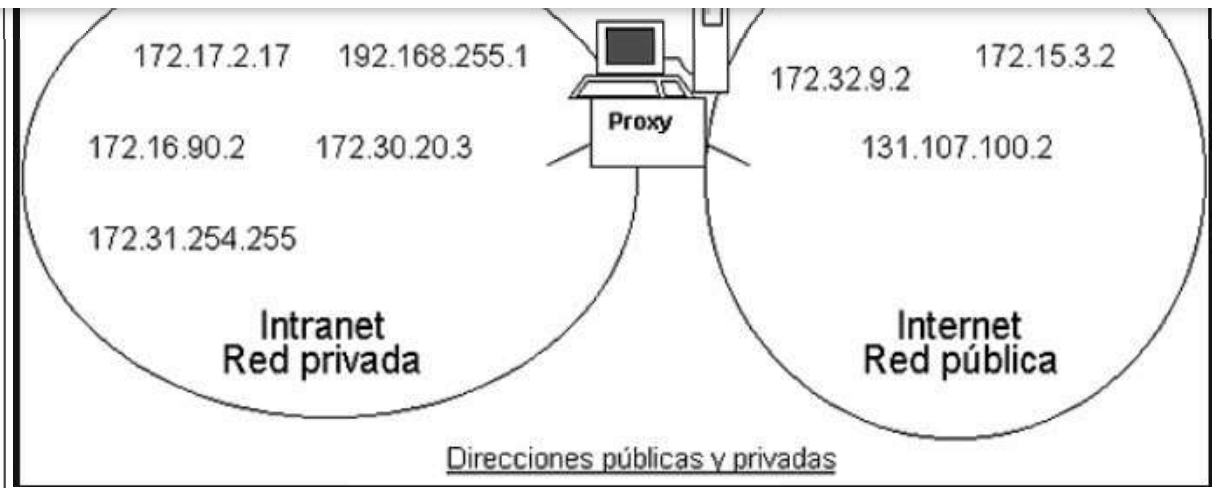 172.17.2.17 192.168.255.1
172.15.3.2
172.32.9.2
Proxy
172.16.90.2 172.30.20.3
131.107.100.2
172.31.254.255
Intranet
Red privada
Internet
Red pública
Direcciones públicas y privadas